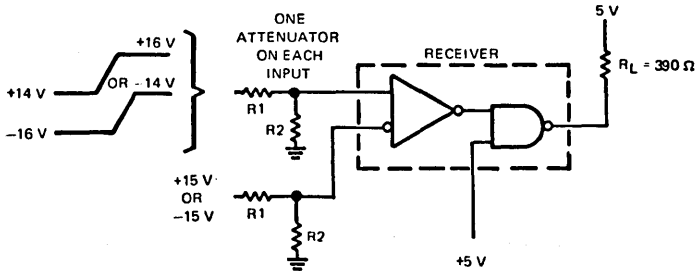 ONE
ATTENUATOR
ON EACH
INPUT
5 V
RECEIVER
RL = 390 Ω
+16 V
+14 V
OR -14 V
-16 V
R1
R2
+15 V
OR
-15 V
R1
R2
+5 V